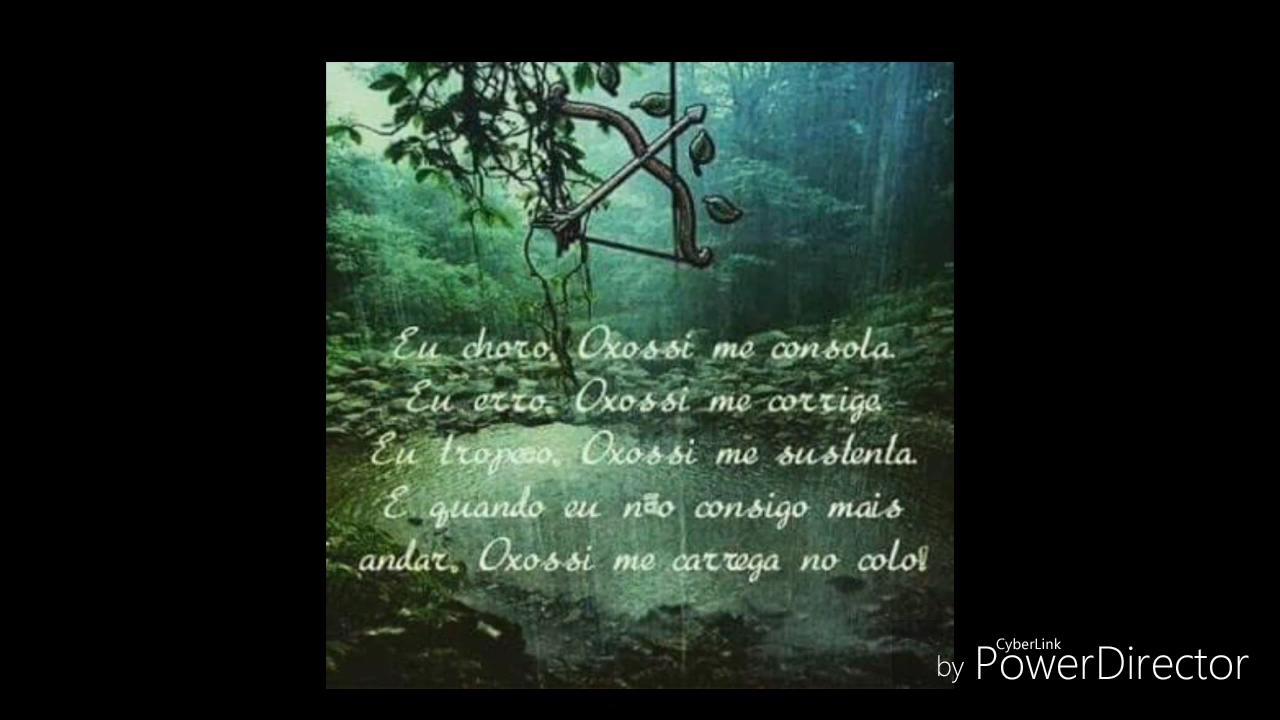 Eu choro, Oxossi me consola.
Eu erro, Oxossi me corrige.
Eu tropeço, Oxossi me sustenta.
E quando eu não consigo mais
andar, Oxossi me carrega no colo!
CyberLink
by PowerDirector